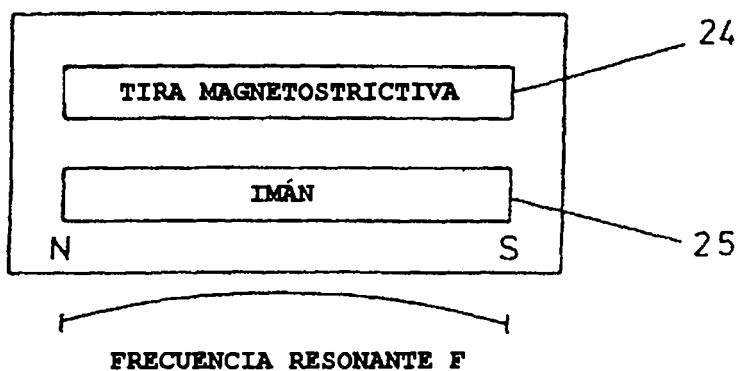 24
TIRA MAGNETOSTRICTIVA
IMÁN
N S
25
FRECUENCIA RESONANTE F